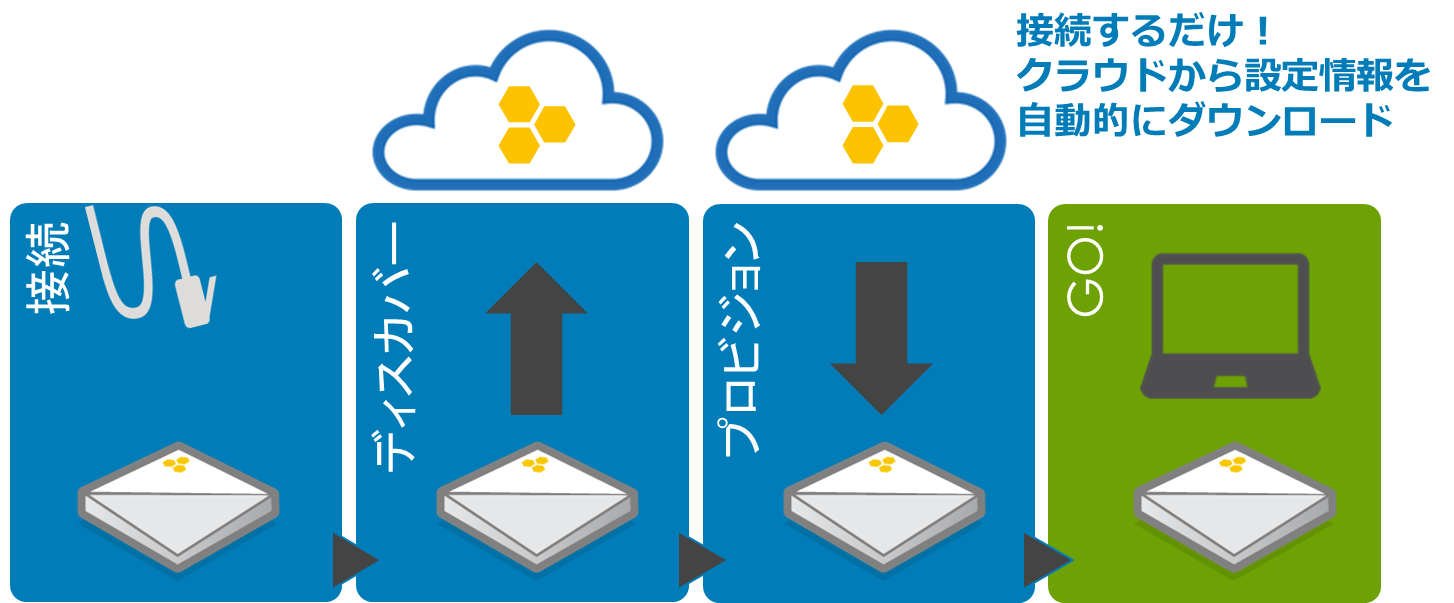 接続するだけ！
クラウドから設定情報を
自動的にダウンロード
接続
ディスカバー
プロビジョン
GO!